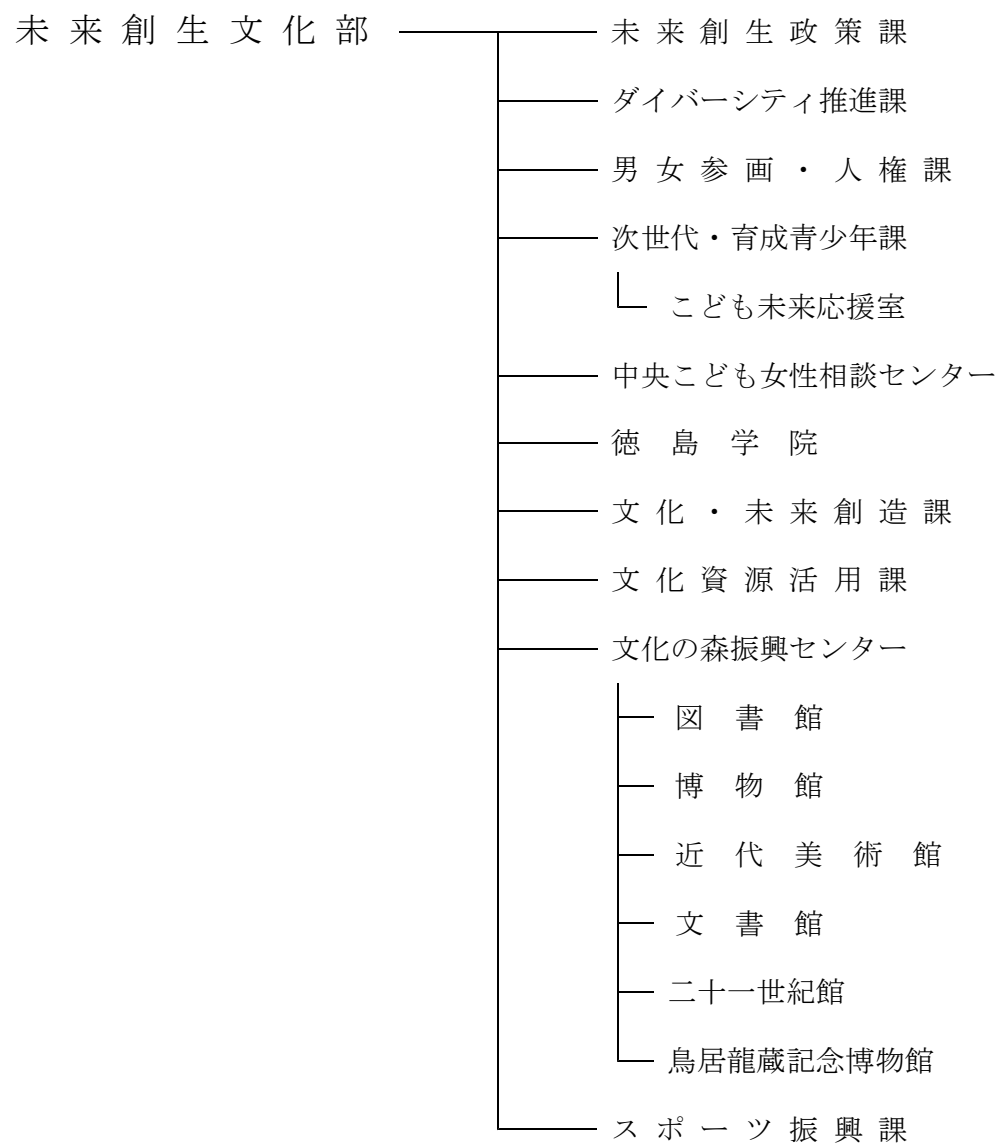 未来創生文化部 未来創生政策課
ダイバーシティ推進課
男女参画・人権課
次世代・育成青少年課
こども未来応援室
中央こども女性相談センター
徳島学院
文化・未来創造課
文化資源活用課
文化の森振興センター
図書館
博物館
近代美術館
文書館
二十一世紀館
鳥居龍蔵記念博物館
スポーツ振興課